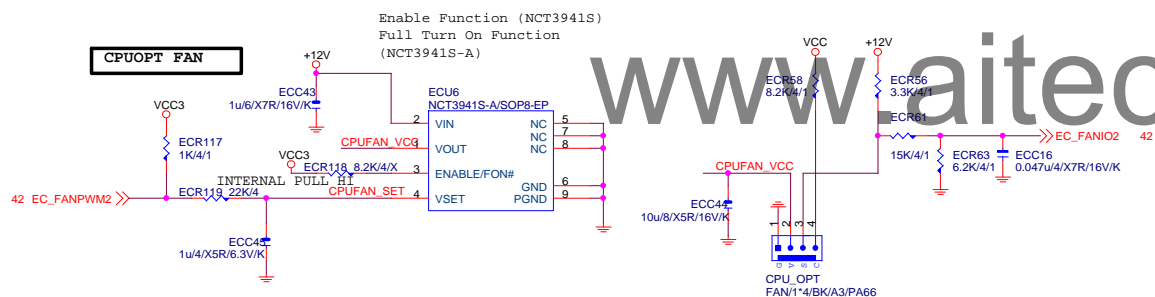 Enable Function (NCT3941S)
Full Turn On Function
(NCT3941S-A)
CPUOPT FAN
www.aitec
+12V
ECC43
1u/6/X7R/16V/K
VCC3
ECR117
1K/4/1
ECU6
NCT3941S-A/SOP8-EP
2 VIN NC 5
NC 7
CPUFAN_VCC 1 VOUT NC 8
VCC3
ECR118 8.2K/4/X 3 ENABLE/FON#
GND 6
INTERNAL PULL HI
CPUFAN_SET 4 VSET PGND 9
42 EC_FANPWM2
ECR119 22K/4
ECC45
1u/4/X5R/6.3V/K
VCC
ECR58
8.2K/4/1
+12V
ECR56
3.3K/4/1
ECR61
15K/4/1
EC_FANIO2 42
ECR63
6.2K/4/1
ECC16
0.047u/4/X7R/16V/K
CPUFAN_VCC
ECC44
10u/8/X5R/16V/K
1 2 3 4
G V S C
CPU_OPT
FAN/1*4/BK/A3/PA66